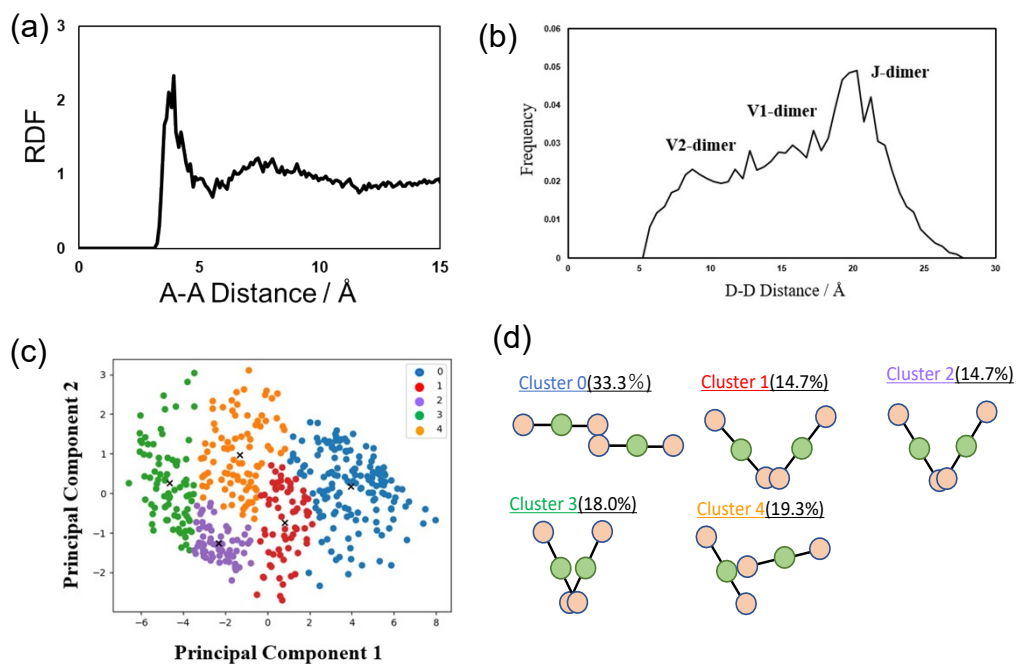 (a)
3
2
1
0
RDF
0
5
10
15
A-A Distance / Å
(b)
0.06
0.05
0.04
0.03
0.02
0.01
0
Frequency
V2-dimer
V1-dimer
J-dimer
0
5
10
15
20
25
30
D-D Distance / Å
(c)
3
2
1
0
−1
−2
Principal Component 2
0
1
2
3
4
−6
−4
−2
0
2
4
6
8
Principal Component 1
(d)
Cluster 0(33.3%)
Cluster 1(14.7%)
Cluster 2(14.7%)
Cluster 3(18.0%)
Cluster 4(19.3%)